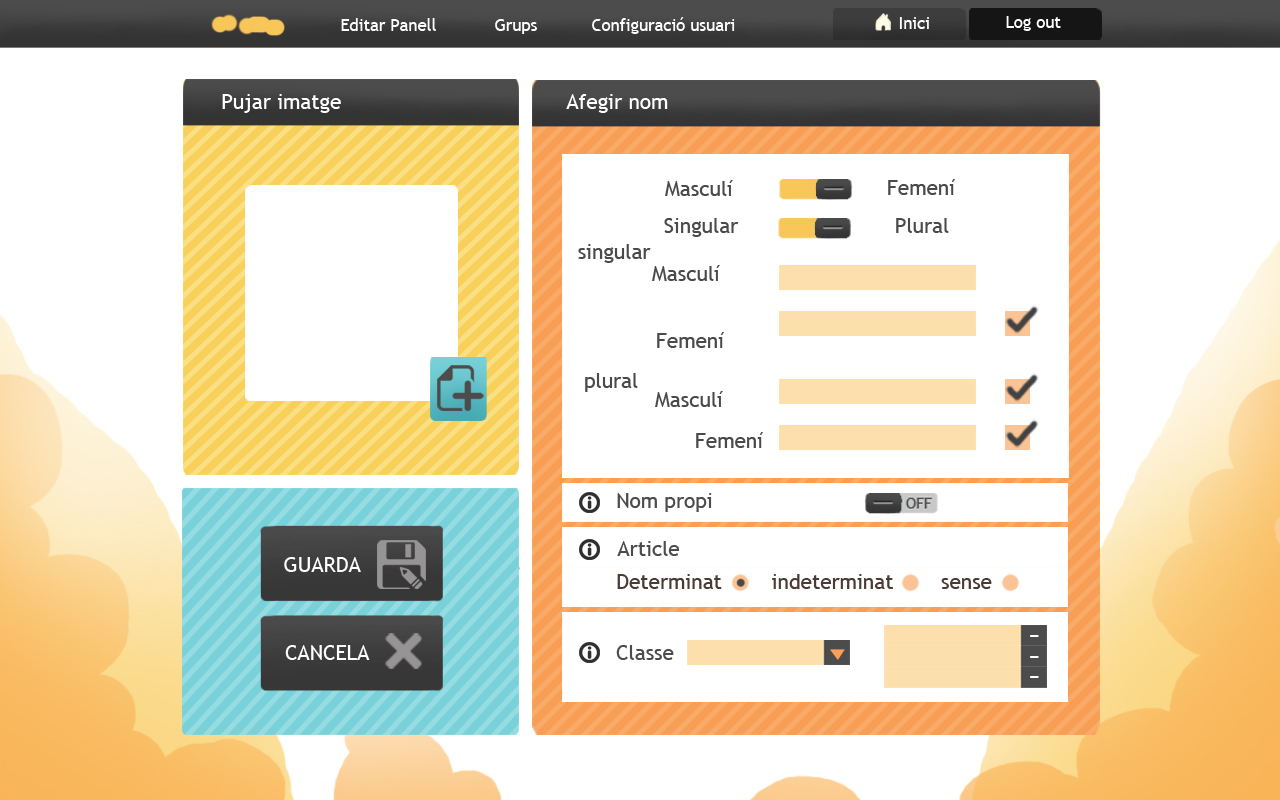 Editar Panell Grups Configuració usuari Inici Log out
Pujar imatge
Afegir nom
Masculí Femení
Singular Plural
singular
Masculí
Femení
plural
Masculí
Femení
Nom propi OFF
Article
Determinat indeterminat sense
Classe
GUARDA
CANCELA